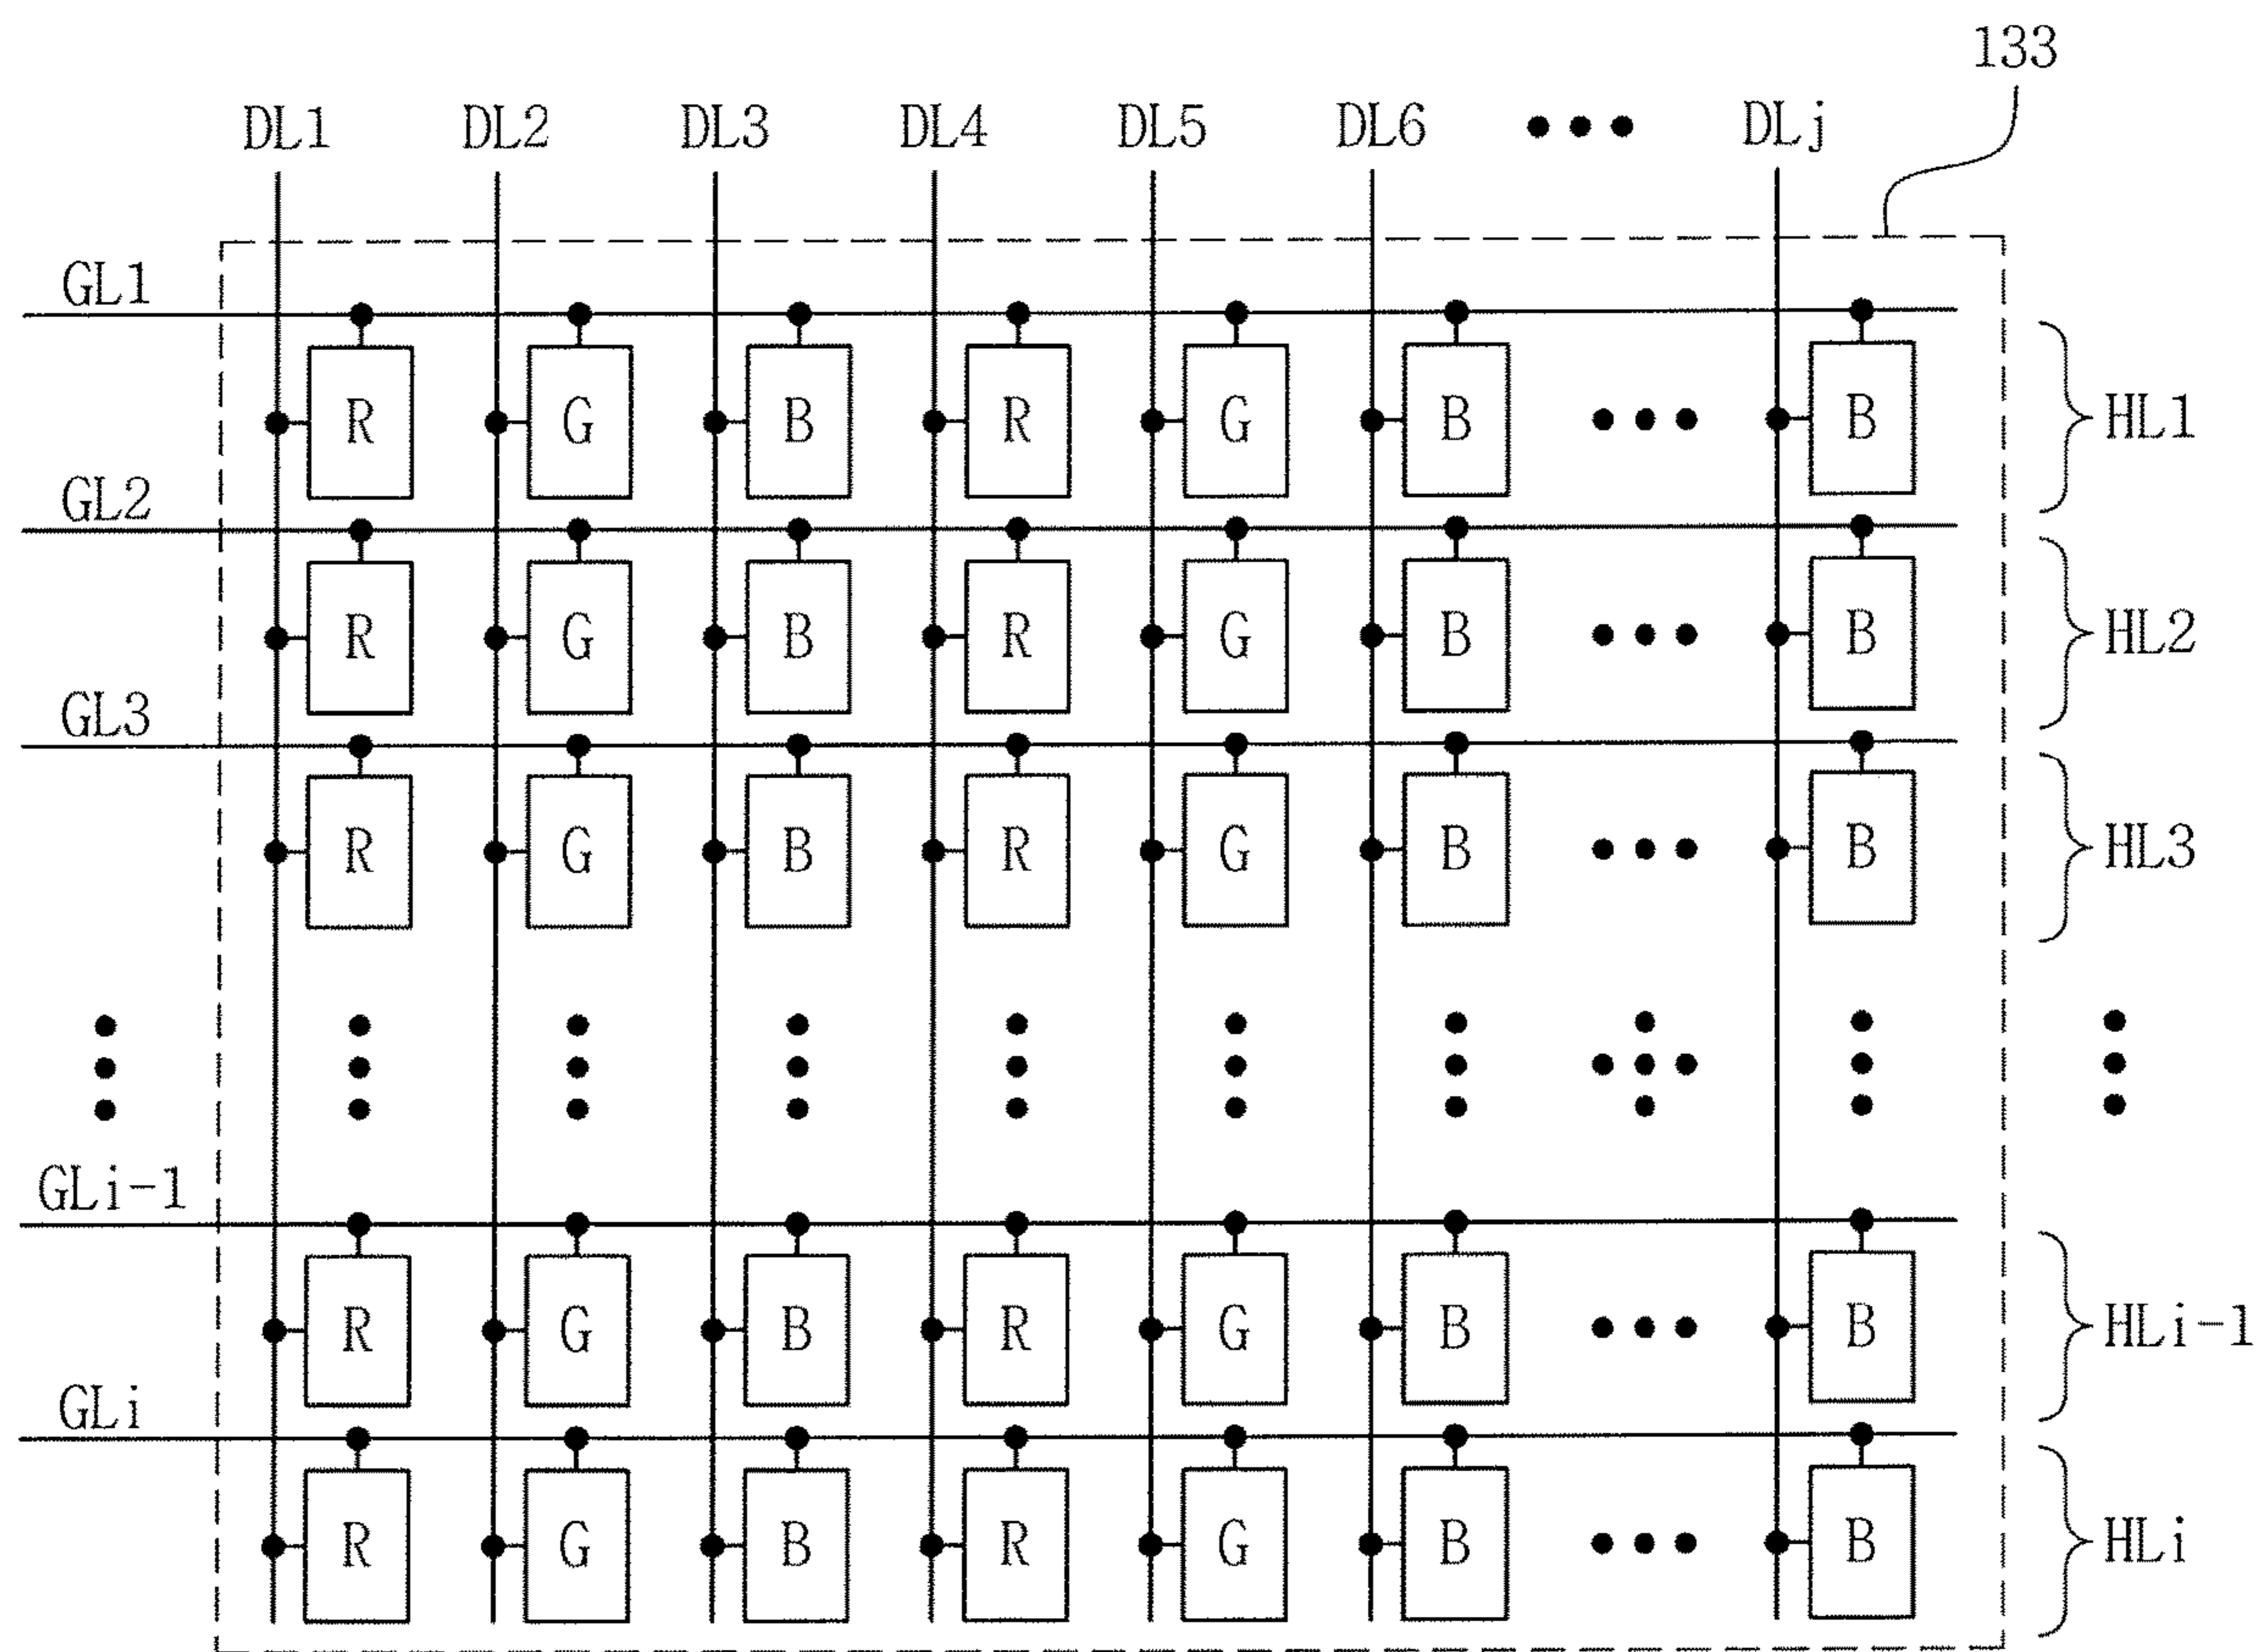 133
DL1 DL2 DL3 DL4 DL5 DL6 ••• DLj
GL1
R G B R G B ••• B HL1
GL2
R G B R G B ••• B HL2
GL3
R G B R G B ••• B HL3
GLi-1
R G B R G B ••• B HLi-1
GLi
R G B R G B ••• B HLi